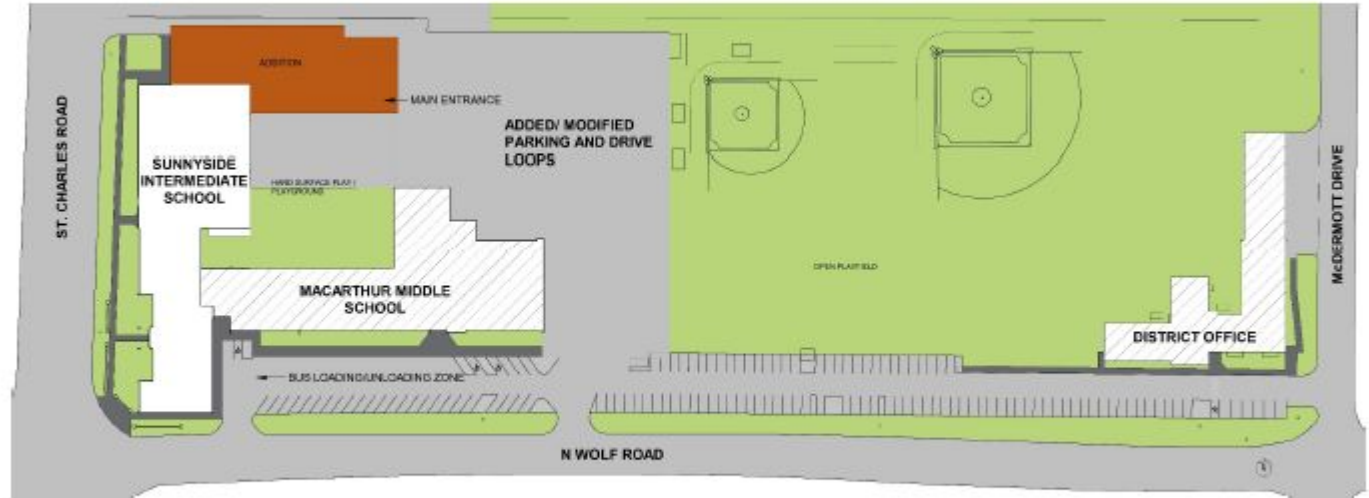 ADDITION
MAIN ENTRANCE
ADDED/ MODIFIED
PARKING AND DRIVE
LOOPS
ST. CHARLES ROAD
SUNNYSIDE
INTERMEDIATE
SCHOOL
HARD SURFACE PLAY /
PLAYGROUND
McDERMOTT DRIVE
OPEN PLAYFIELD
MACARTHUR MIDDLE
SCHOOL
DISTRICT OFFICE
BUS LOADING/UNLOADING ZONE
N WOLF ROAD